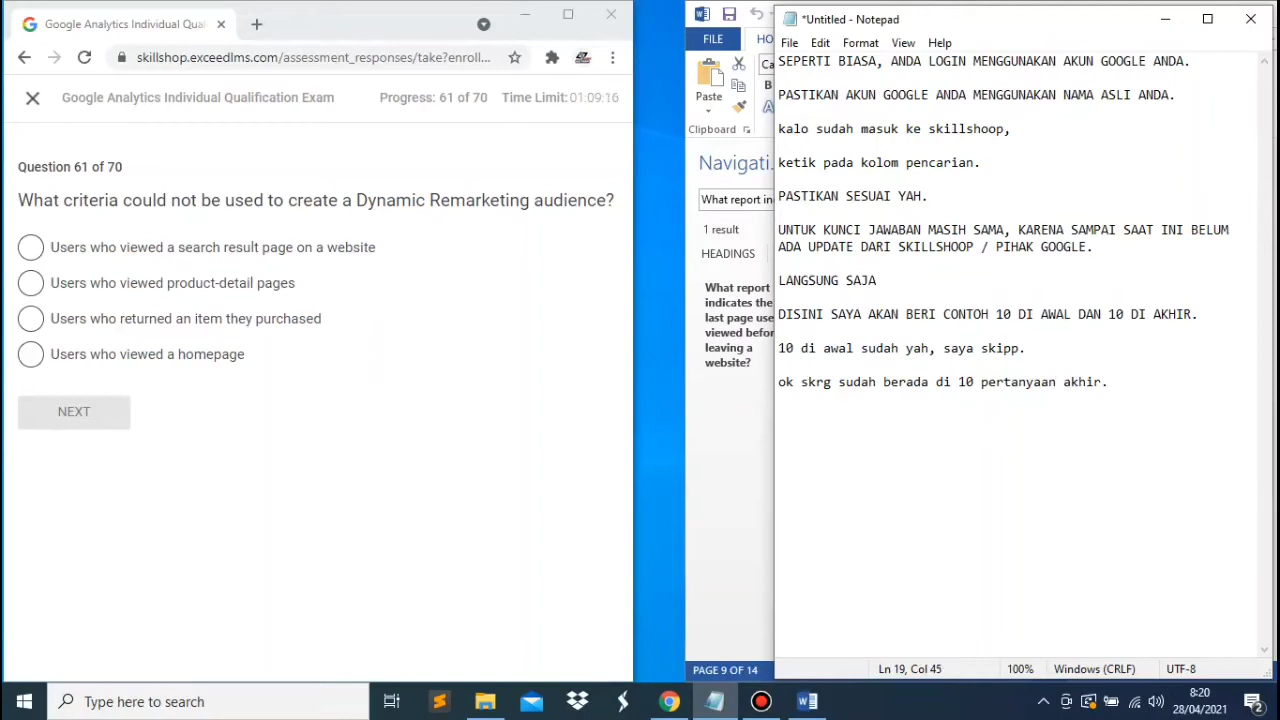 Google Analytics Individual Quali
skillshop.exceedlms.com/assessment_responses/take?enroll...
Google Analytics Individual Qualification Exam
Progress: 61 of 70
Time Limit: 01:09:16
Question 61 of 70
What criteria could not be used to create a Dynamic Remarketing audience?
Users who viewed a search result page on a website
Users who viewed product-detail pages
Users who returned an item they purchased
Users who viewed a homepage
NEXT
FILE
HO
Ca
Paste
B
A
Clipboard
Navigati.
What report in
1 result
HEADINGS
What report
indicates the
last page use
viewed befor
leaving a
website?
PAGE 9 OF 14
*Untitled - Notepad
File Edit Format View Help
SEPERTI BIASA, ANDA LOGIN MENGGUNAKAN AKUN GOOGLE ANDA.
PASTIKAN AKUN GOOGLE ANDA MENGGUNAKAN NAMA ASLI ANDA.
kalo sudah masuk ke skillshoop,
ketik pada kolom pencarian.
PASTIKAN SESUAI YAH.
UNTUK KUNCI JAWABAN MASIH SAMA, KARENA SAMPAI SAAT INI BELUM
ADA UPDATE DARI SKILLSHOOP / PIHAK GOOGLE.
LANGSUNG SAJA
DISINI SAYA AKAN BERI CONTOH 10 DI AWAL DAN 10 DI AKHIR.
10 di awal sudah yah, saya skipp.
ok skrg sudah berada di 10 pertanyaan akhir.
Ln 19, Col 45
100%
Windows (CRLF)
UTF-8
Type here to search
8:20
28/04/2021
2